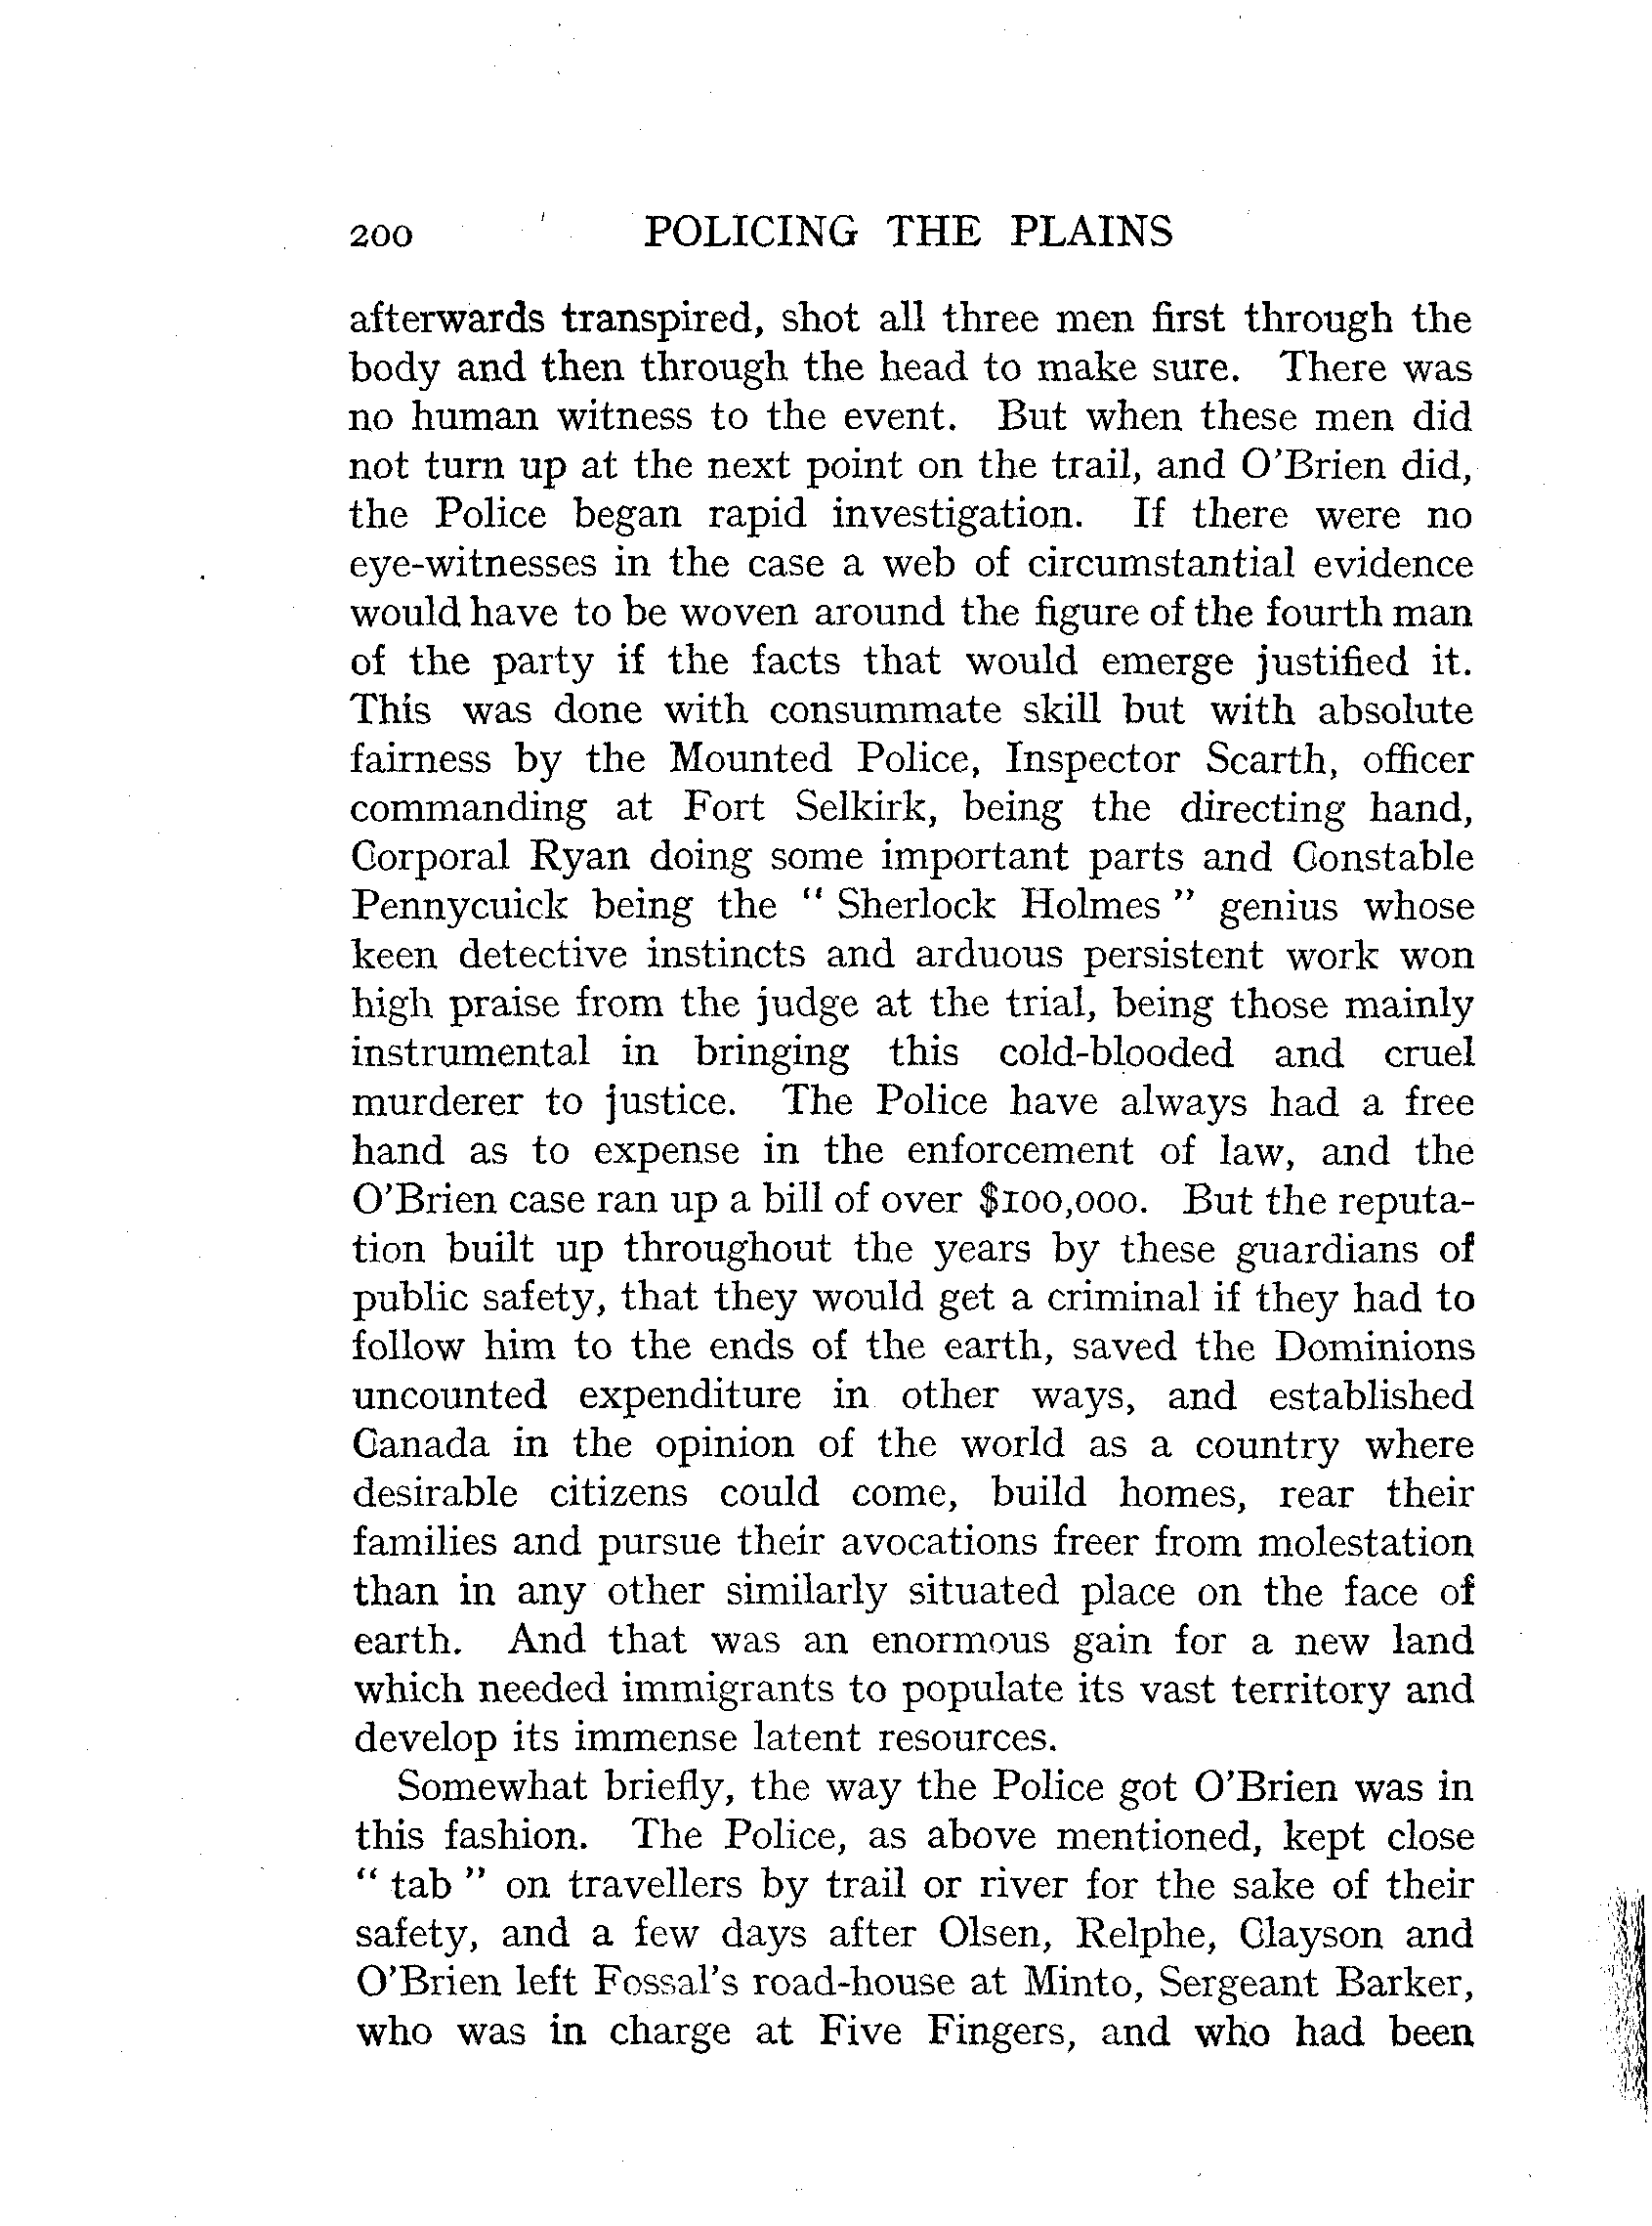 200 POLICING THE PLAINS
afterwards transpired, shot all three men first through the
body and then through the head to make sure. There was
no human witness to the event. But when these men did
not turn up at the next point on the trail, and O'Brien did,
the Police began rapid investigation. If there were no
eye-witnesses in the case a web of circumstantial evidence
would have to be woven around the figure of the fourth man
of the party if the facts that would emerge justified it.
This was done with consummate skill but with absolute
fairness by the Mounted Police, Inspector Scarth, officer
commanding at Fort Selkirk, being the directing hand,
Corporal Ryan doing some important parts and Constable
Pennycuick being the " Sherlock Holmes " genius whose
keen detective instincts and arduous persistent work won
high praise from the judge at the trial, being those mainly
instrumental in bringing this cold-blooded and cruel
murderer to justice. The Police have always had a free
hand as to expense in the enforcement of law, and the
O'Brien case ran up a bill of over $100,000. But the reputa-
tion built up throughout the years by these guardians of
public safety, that they would get a criminal if they had to
follow him to the ends of the earth, saved the Dominions
uncounted expenditure in other ways, and established
Canada in the opinion of the world as a country where
desirable citizens could come, build homes, rear their
families and pursue their avocations freer from molestation
than in any other similarly situated place on the face of
earth. And that was an enormous gain for a new land
which needed immigrants to populate its vast territory and
develop its immense latent resources.
Somewhat briefly, the way the Police got O'Brien was in
this fashion. The Police, as above mentioned, kept close
" tab " on travellers by trail or river for the sake of their
safety, and a few days after Olsen, Relphe, Clayson and
O'Brien left Fossal's road-house at Minto, Sergeant Barker,
who was in charge at Five Fingers, and who had been